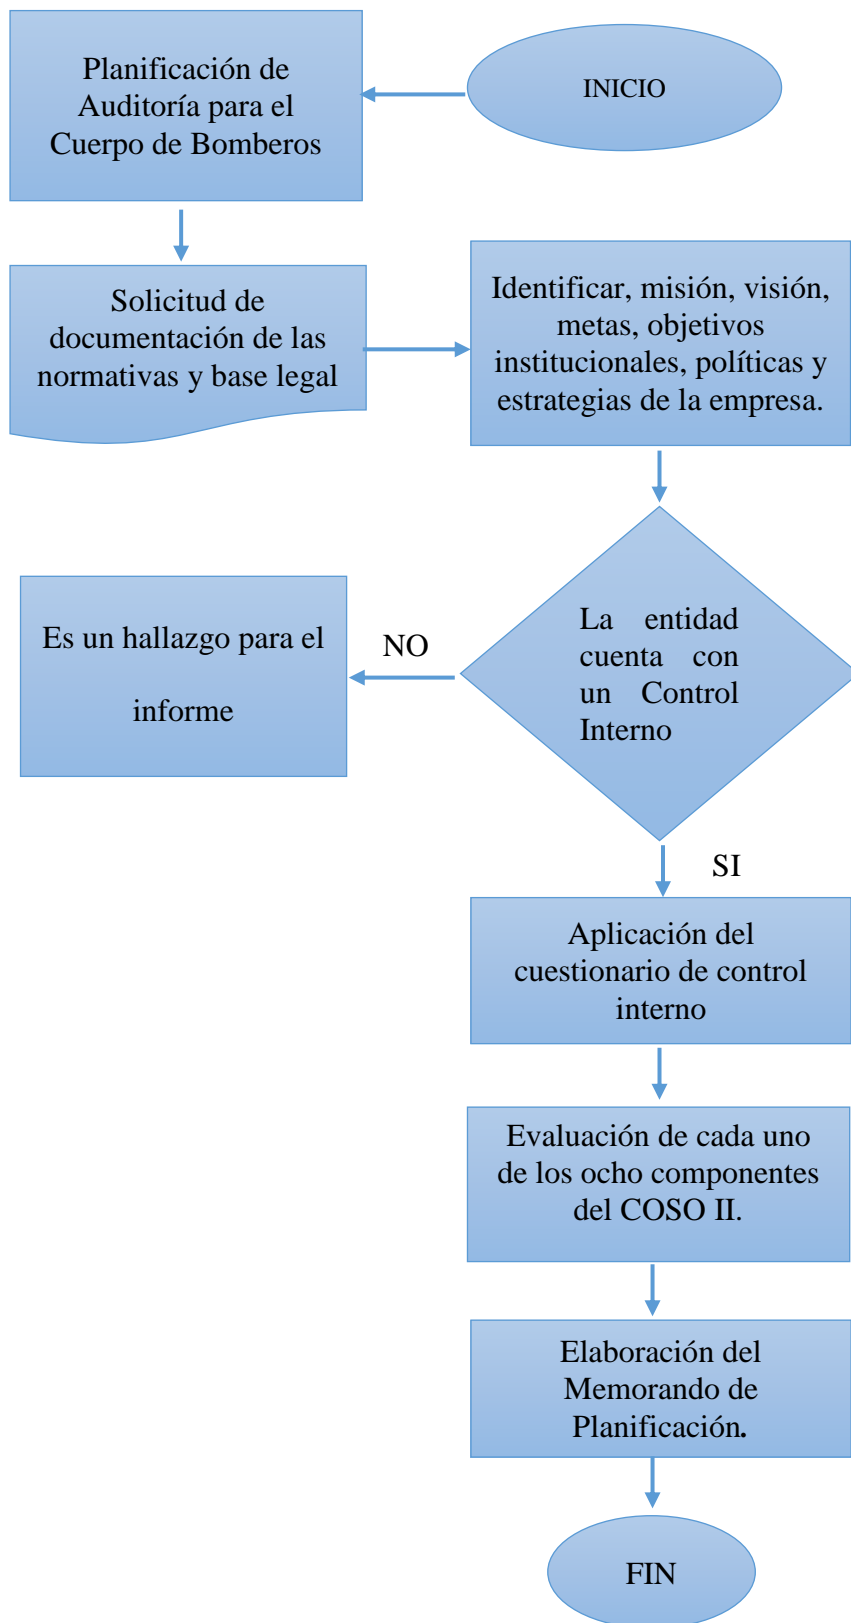 INICIO
Planificación de
Auditoría para el
Cuerpo de Bomberos
Solicitud de
documentación de las
normativas y base legal
Identificar, misión, visión,
metas, objetivos
institucionales, políticas y
estrategias de la empresa.
La entidad
cuenta con
un Control
Interno
NO
Es un hallazgo para el
informe
SI
Aplicación del
cuestionario de control
interno
Evaluación de cada uno
de los ocho componentes
del COSO II.
Elaboración del
Memorando de
Planificación.
FIN